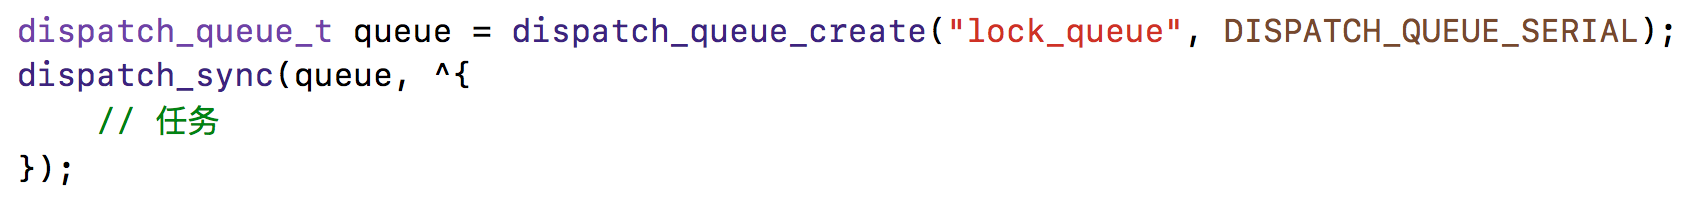 dispatch_queue_t queue = dispatch_queue_create("lock_queue", DISPATCH_QUEUE_SERIAL);
dispatch_sync(queue, ^{
    // 任务
});